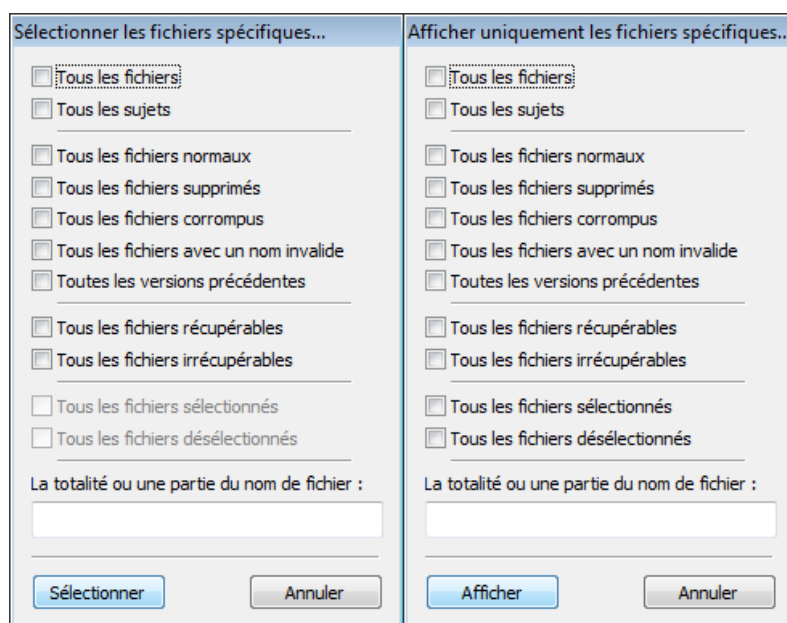 Sélectionner les fichiers spécifiques...
Tous les fichiers
Tous les sujets
Tous les fichiers normaux
Tous les fichiers supprimés
Tous les fichiers corrompus
Tous les fichiers avec un nom invalide
Toutes les versions précédentes
Tous les fichiers récupérables
Tous les fichiers irrécupérables
Tous les fichiers sélectionnés
Tous les fichiers désélectionnés
La totalité ou une partie du nom de fichier :
Sélectionner
Annuler
Afficher uniquement les fichiers spécifiques..
Tous les fichiers
Tous les sujets
Tous les fichiers normaux
Tous les fichiers supprimés
Tous les fichiers corrompus
Tous les fichiers avec un nom invalide
Toutes les versions précédentes
Tous les fichiers récupérables
Tous les fichiers irrécupérables
Tous les fichiers sélectionnés
Tous les fichiers désélectionnés
La totalité ou une partie du nom de fichier :
Afficher
Annuler